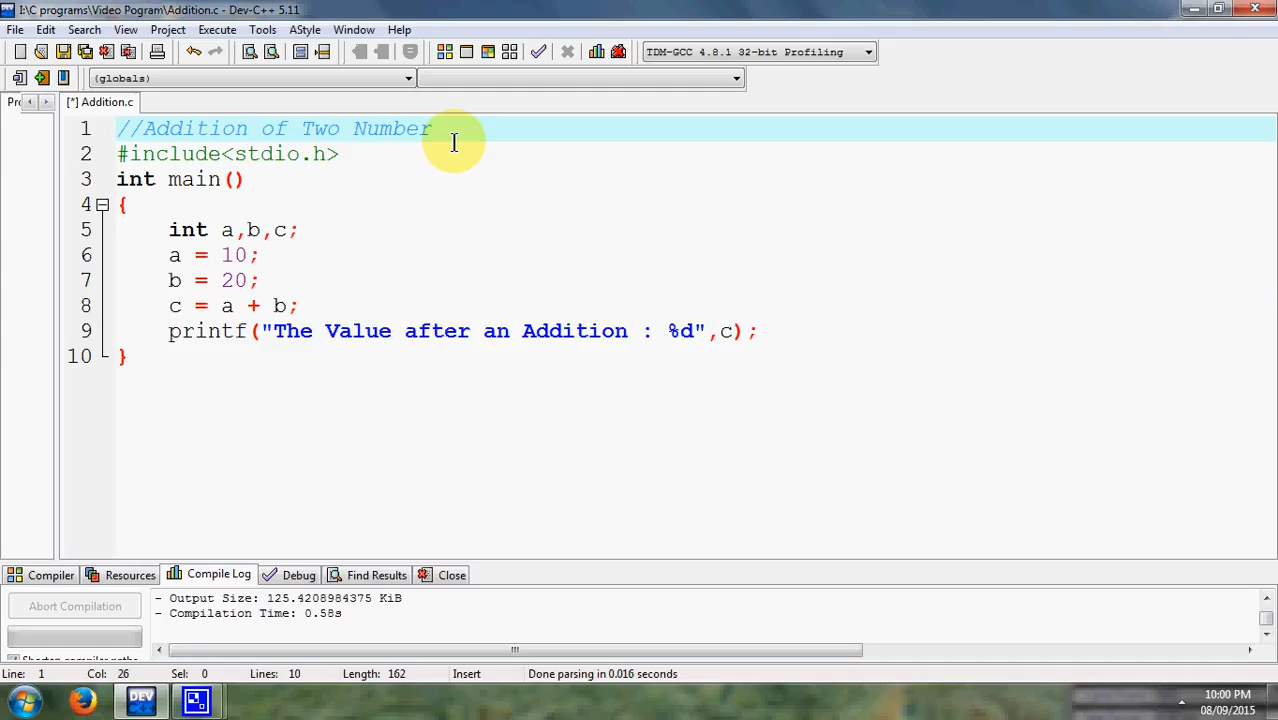 I:\C programs\Video Pogram\Addition.c - Dev-C++ 5.11
File Edit Search View Project Execute Tools AStyle Window Help
TDM-GCC 4.8.1 32-bit Profiling
(globals)
Pro [*] Addition.c
1 //Addition of Two Number
2 #include<stdio.h>
3 int main()
4 {
5 int a,b,c;
6 a = 10;
7 b = 20;
8 c = a + b;
9 printf("The Value after an Addition : %d",c);
10 }
Compiler Resources Compile Log Debug Find Results Close
Abort Compilation
- Output Size: 125.4208984375 KiB
- Compilation Time: 0.58s
Shorten compiler paths
Line: 1 Col: 26 Sel: 0 Lines: 10 Length: 162 Insert Done parsing in 0.016 seconds
DEV
10:00 PM
08/09/2015